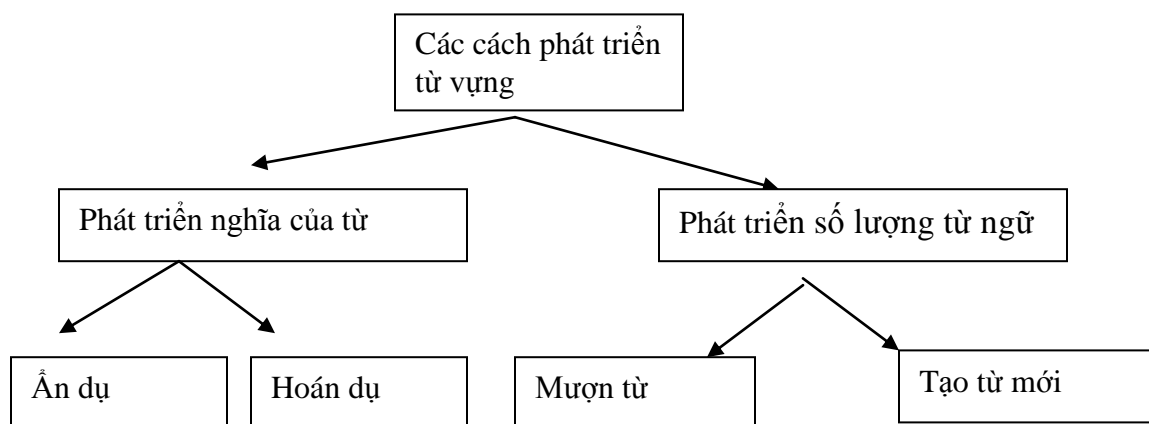 Các cách phát triển
từ vựng
Phát triển nghĩa của từ
Phát triển số lượng từ ngữ
Ẩn dụ
Hoán dụ
Mượn từ
Tạo từ mới